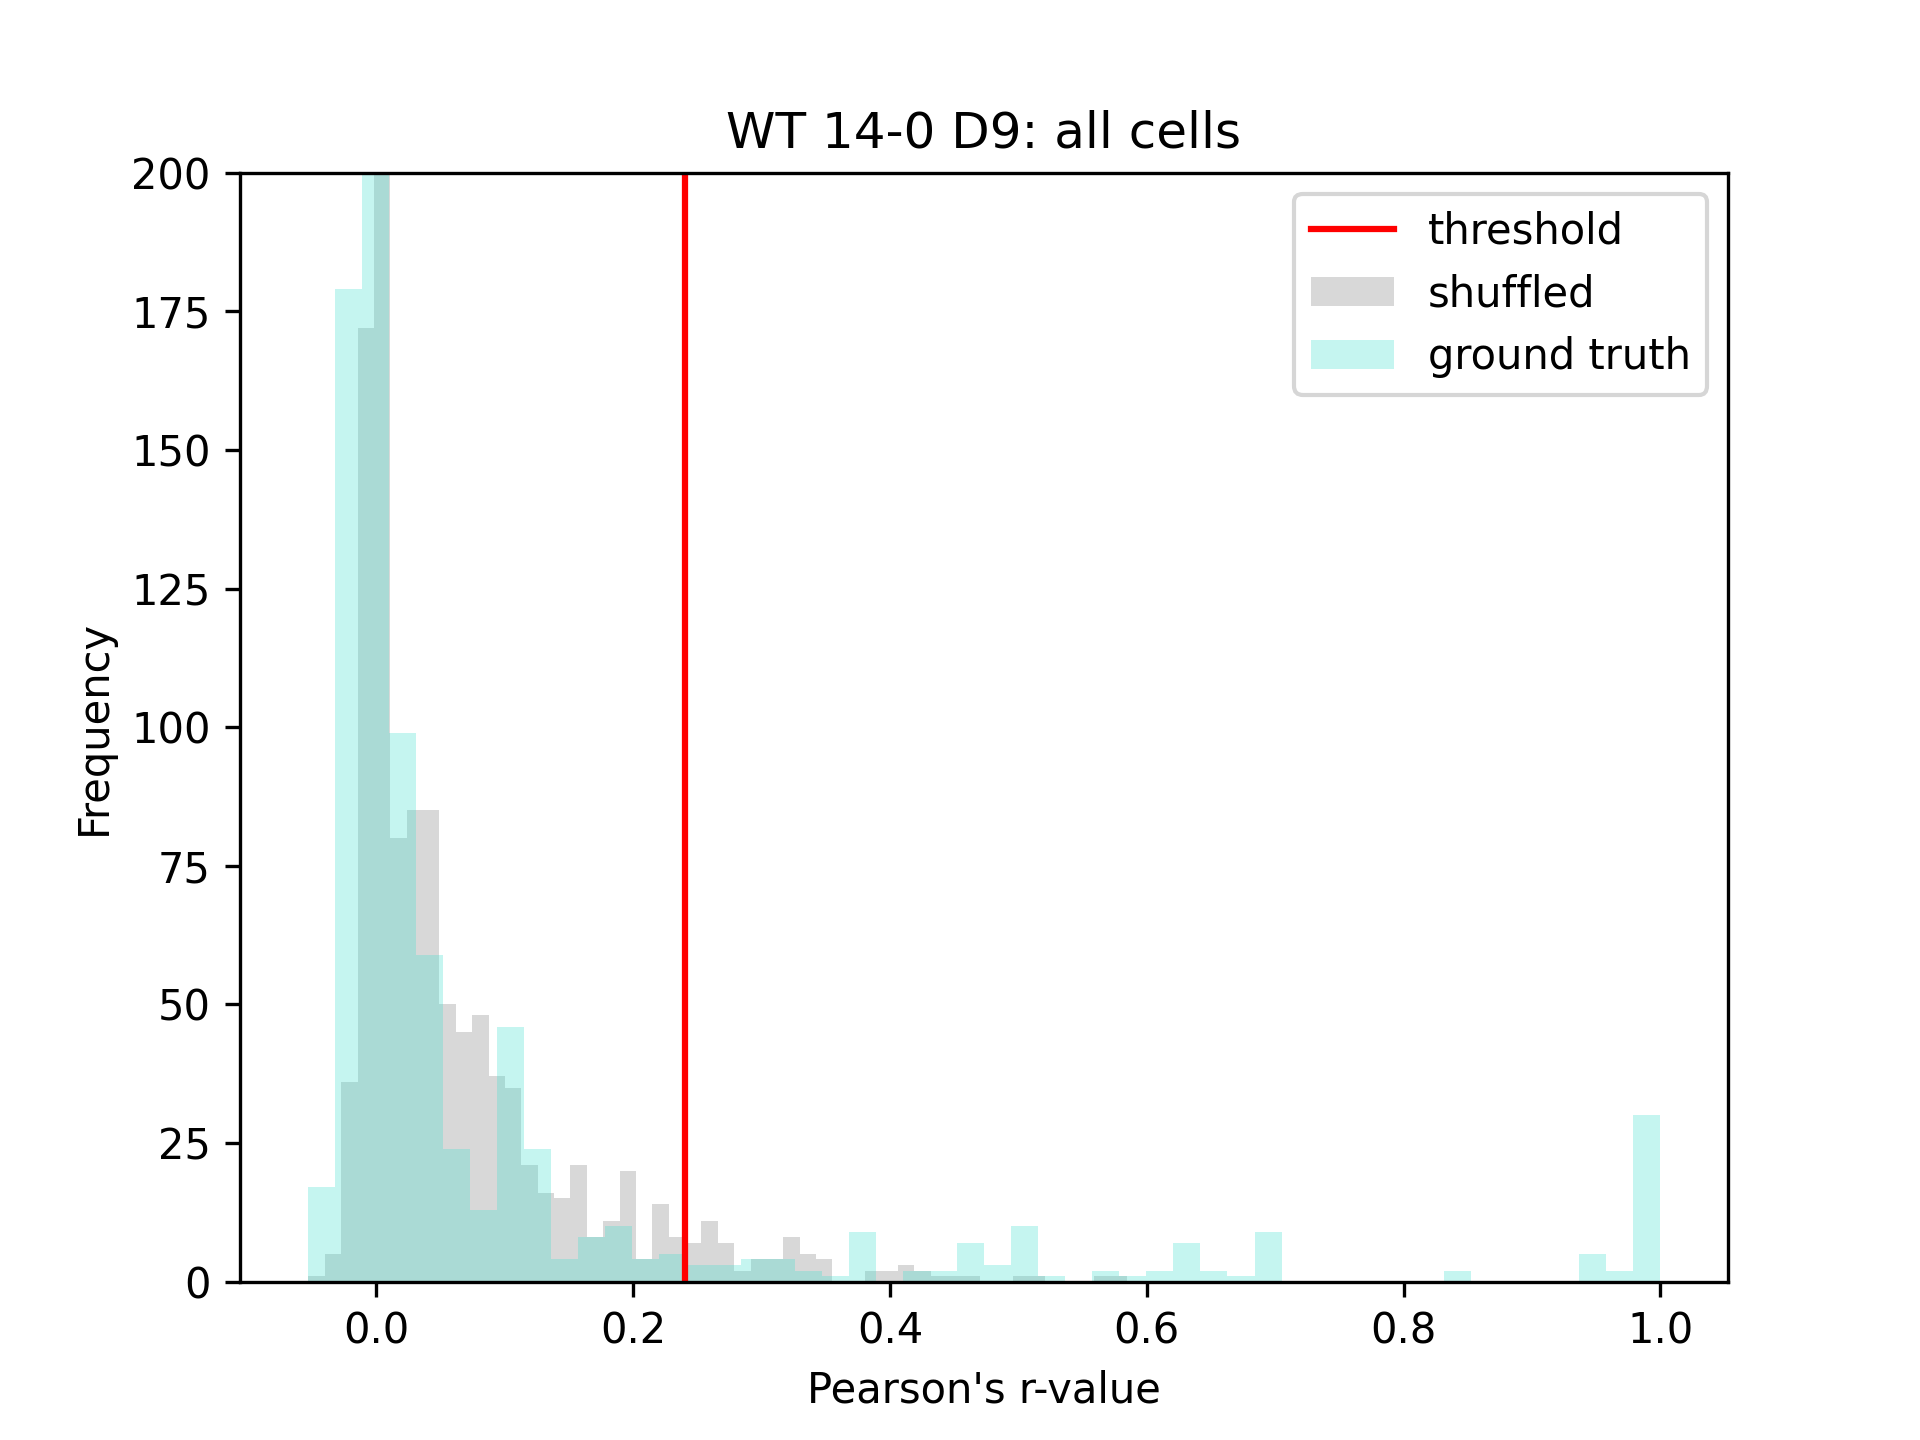 WT 14-0 D9: all cells
200
175
150
125
100
75
50
25
0
Frequency
threshold
shuffled
ground truth
0.0 0.2 0.4 0.6 0.8 1.0
Pearson's r-value